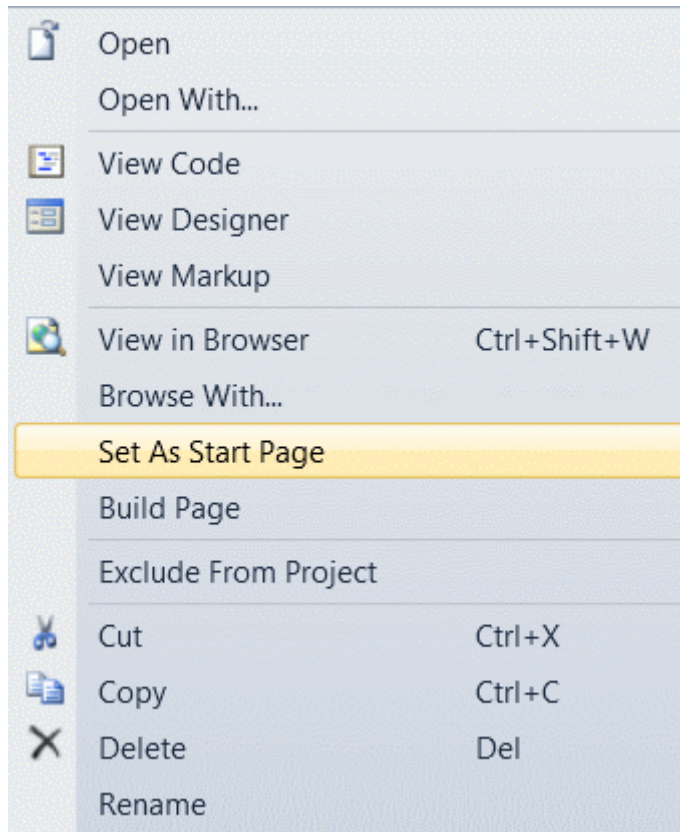 Open
Open With...
View Code
View Designer
View Markup
View in Browser Ctrl+Shift+W
Browse With...
Set As Start Page
Build Page
Exclude From Project
Cut Ctrl+X
Copy Ctrl+C
Delete Del
Rename